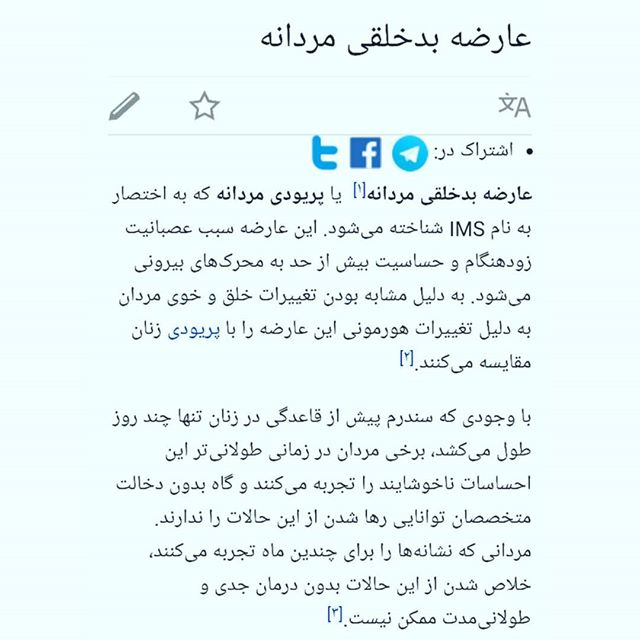 عارضه بدخلقی مردانه
• اشتراک در:
عارضه بدخلقی مردانه[۱] یا پریودی مردانه که به اختصار
به نام IMS شناخته می‌شود. این عارضه سبب عصبانیت
زودهنگام و حساسیت بیش از حد به محرک‌های بیرونی
می‌شود. به دلیل مشابه بودن تغییرات خلق و خوی مردان
به دلیل تغییرات هورمونی این عارضه را با پریودی زنان
مقایسه می‌کنند.[۲]
با وجودی که سندرم پیش از قاعدگی در زنان تنها چند روز
طول می‌کشد، برخی مردان در زمانی طولانی‌تر این
احساسات ناخوشایند را تجربه می‌کنند و گاه بدون دخالت
متخصصان توانایی رها شدن از این حالات را ندارند.
مردانی که نشانه‌ها را برای چندین ماه تجربه می‌کنند،
خلاص شدن از این حالات بدون درمان جدی و
طولانی‌مدت ممکن نیست.[۳]